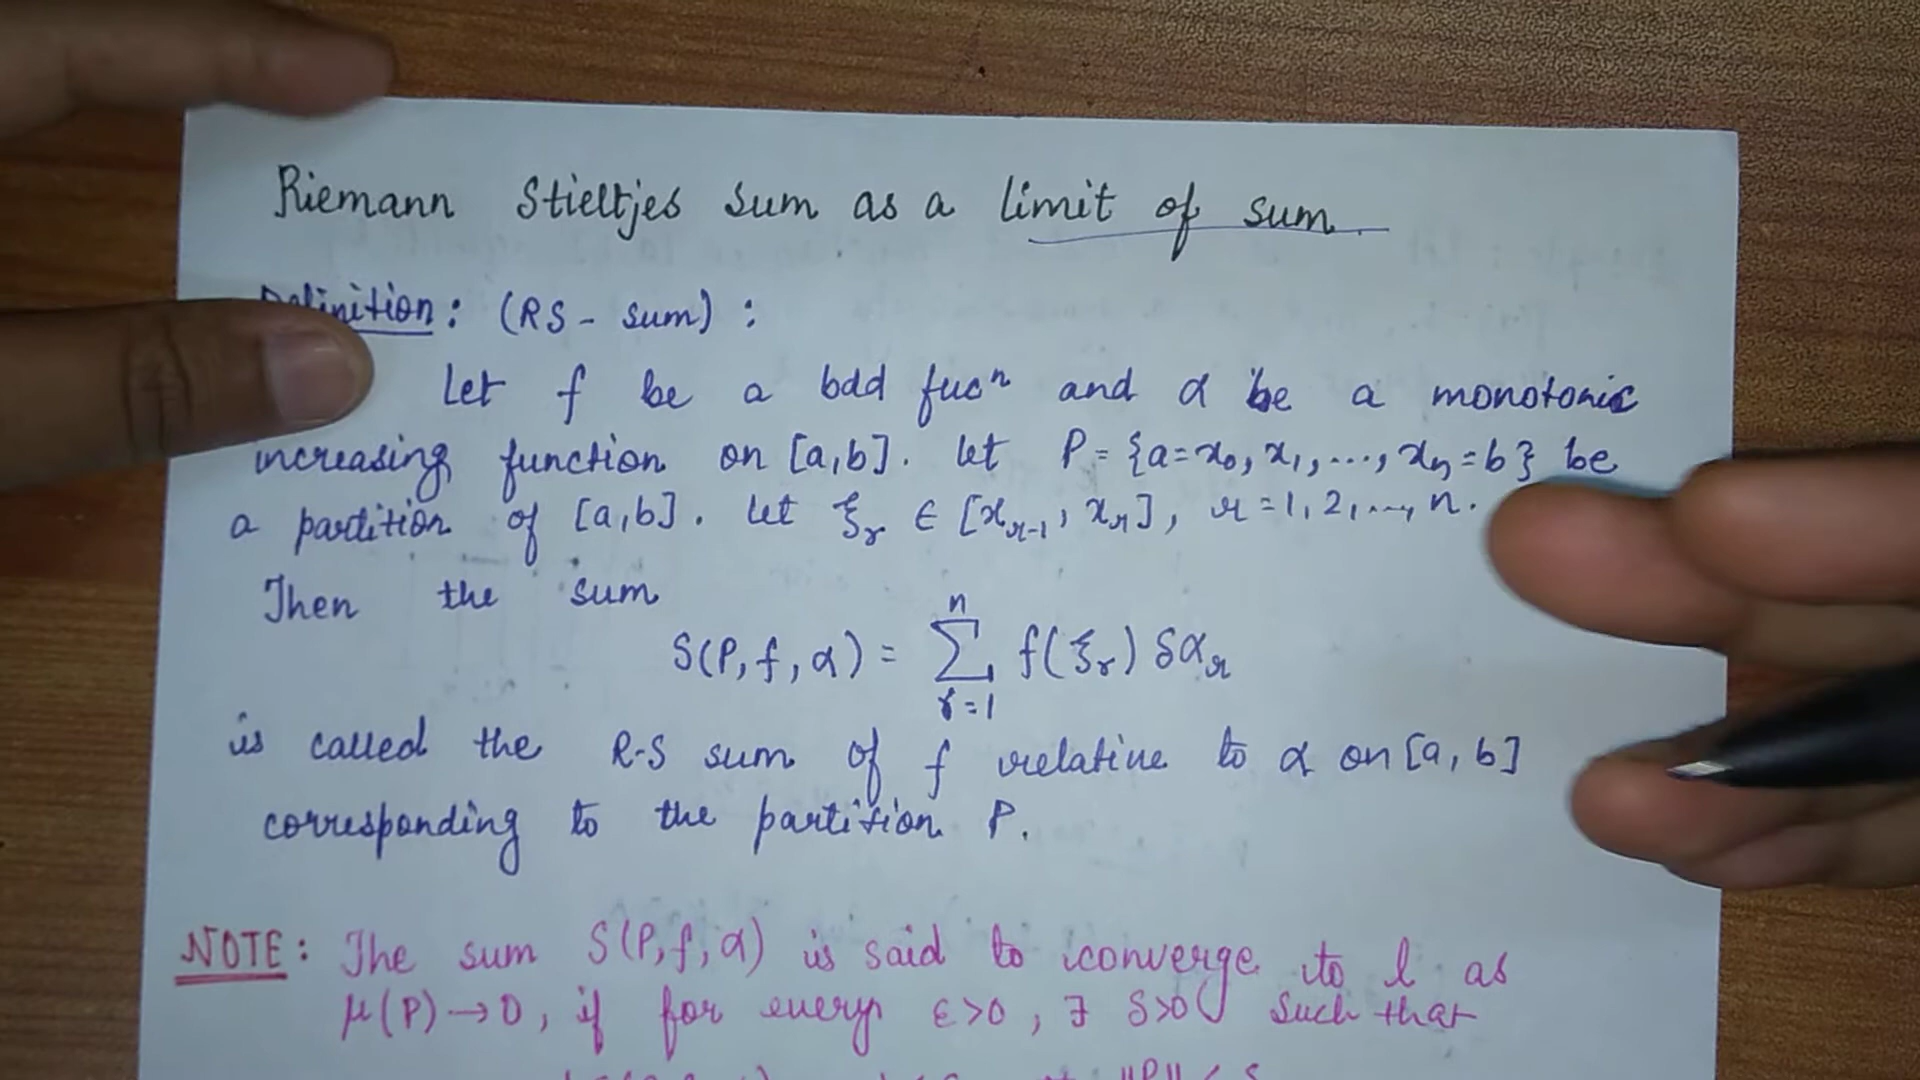 Riemann Stieltjes sum as a limit of sum
Definition: (RS - sum) :
Let f be a bdd fucⁿ and α be a monotonic
increasing function on [a,b]. let P = {a=x₀, x₁, ..., xₙ = b} be
a partition of [a,b]. Let ξᵣ ∈ [xᵣ₋₁, xᵣ], r = 1, 2, ..., n.
Then the sum
S(P, f, α) = ∑ⁿᵣ₌₁ f(ξᵣ) δαᵣ
is called the R-S sum of f relative to α on [a, b]
corresponding to the partition P.
NOTE: The sum S(P, f, α) is said to converge to l as
μ(P) → 0, if for every ε>0, ∃ δ>0 such that